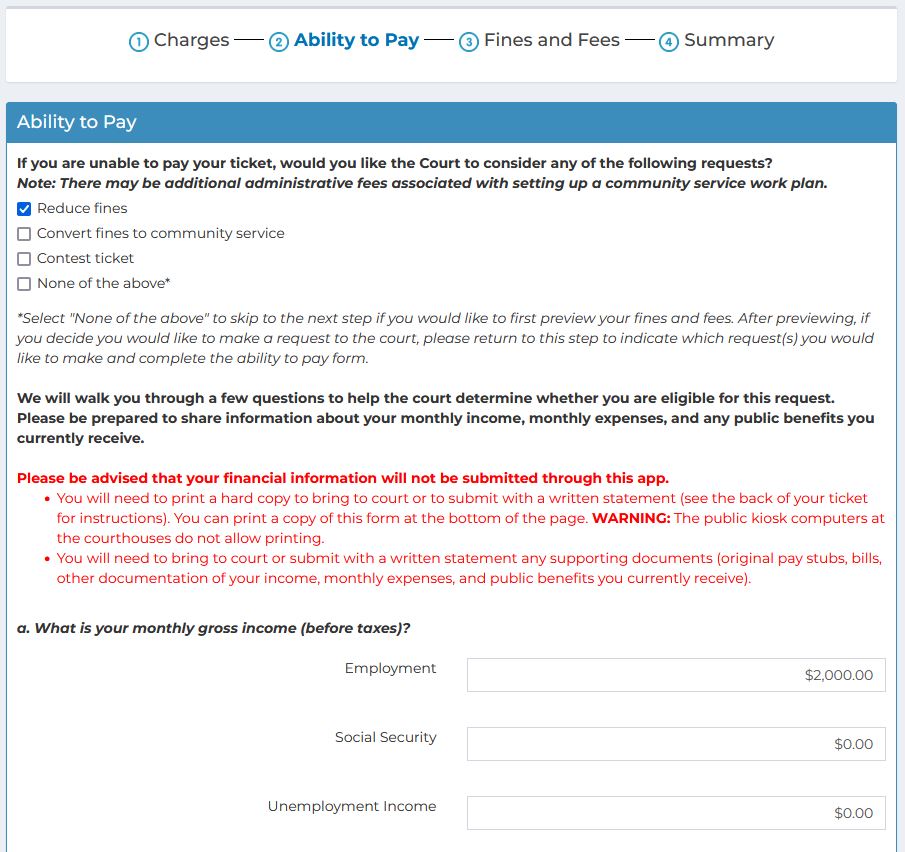 1 Charges 2 Ability to Pay 3 Fines and Fees 4 Summary
Ability to Pay
If you are unable to pay your ticket, would you like the Court to consider any of the following requests?
Note: There may be additional administrative fees associated with setting up a community service work plan.
Reduce fines
Convert fines to community service
Contest ticket
None of the above*
*Select "None of the above" to skip to the next step if you would like to first preview your fines and fees. After previewing, if
you decide you would like to make a request to the court, please return to this step to indicate which request(s) you would
like to make and complete the ability to pay form.
We will walk you through a few questions to help the court determine whether you are eligible for this request.
Please be prepared to share information about your monthly income, monthly expenses, and any public benefits you
currently receive.
Please be advised that your financial information will not be submitted through this app.
• You will need to print a hard copy to bring to court or to submit with a written statement (see the back of your ticket
for instructions). You can print a copy of this form at the bottom of the page. WARNING: The public kiosk computers at
the courthouses do not allow printing.
• You will need to bring to court or submit with a written statement any supporting documents (original pay stubs, bills,
other documentation of your income, monthly expenses, and public benefits you currently receive).
a. What is your monthly gross income (before taxes)?
Employment $2,000.00
Social Security $0.00
Unemployment Income $0.00